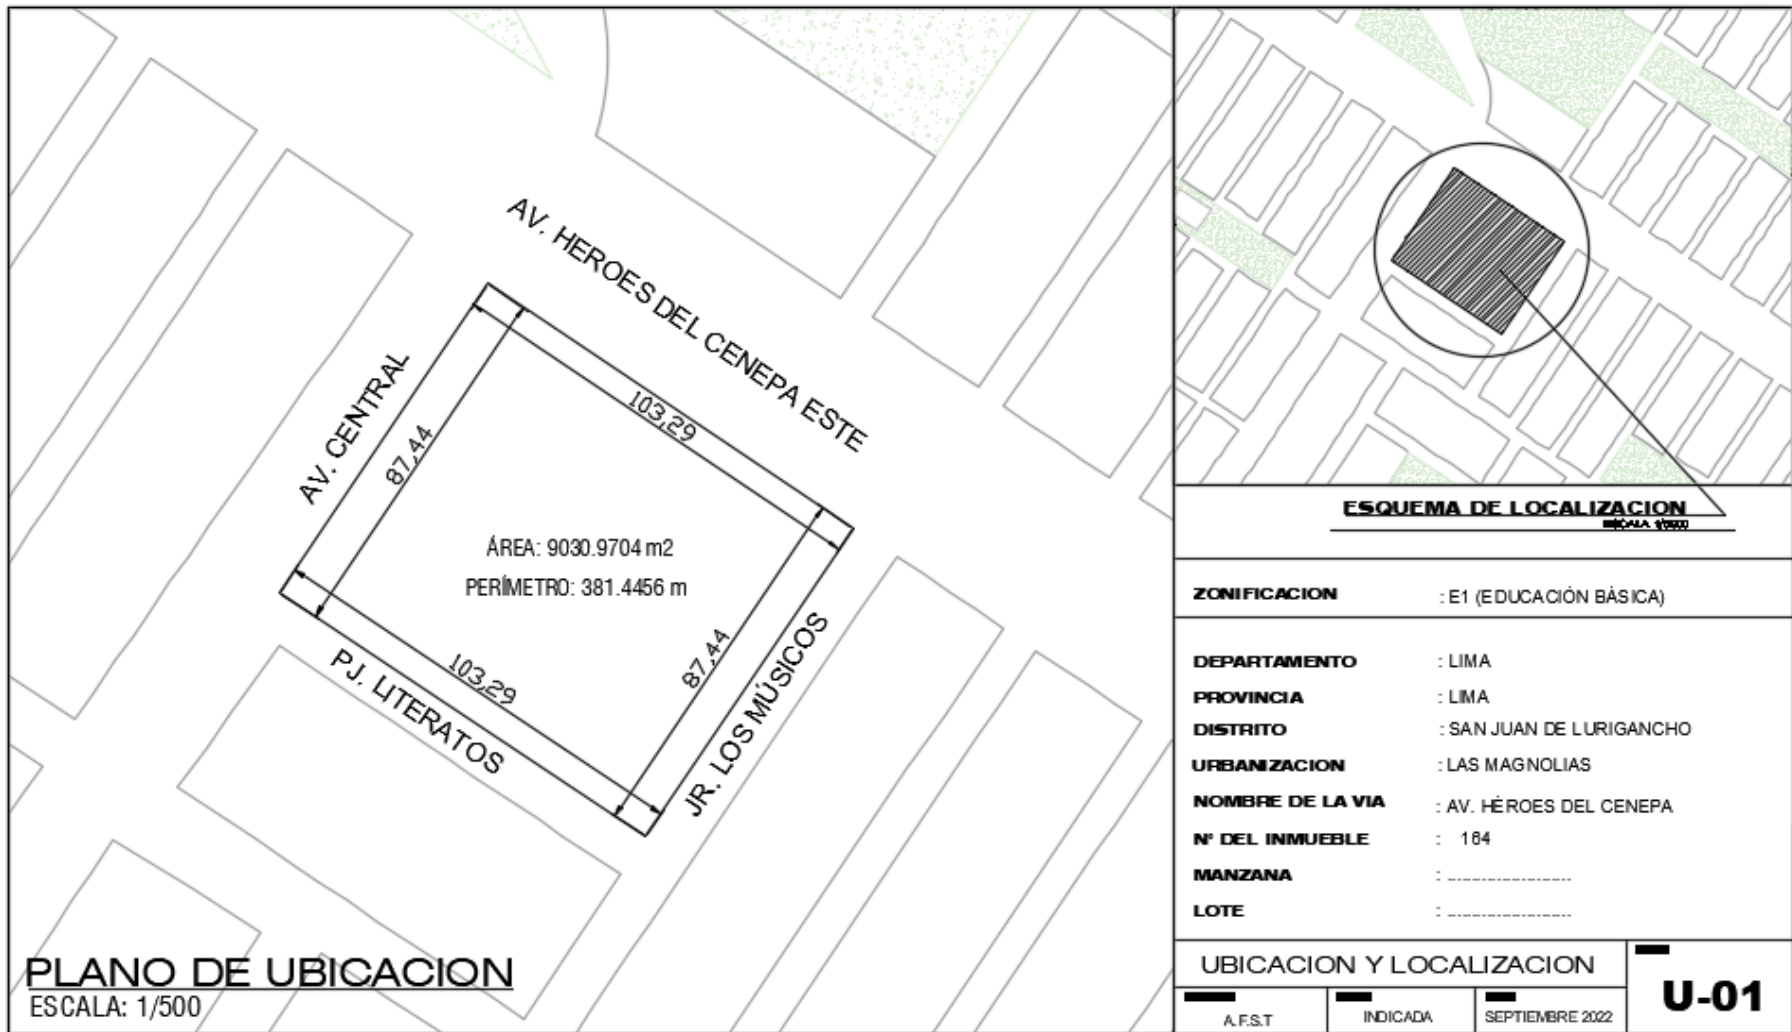 AV. HEROES DEL CENEPA ESTE
AV. CENTRAL
103,29
87,44
ÁREA: 9030.9704 m2
PERÍMETRO: 381.4456 m
87,44
103,29
PJ. LITERATOS
JR. LOS MÚSICOS
PLANO DE UBICACION
ESCALA: 1/500
ESQUEMA DE LOCALIZACION
ZONIFICACION : E1 (EDUCACIÓN BÁSICA)
DEPARTAMENTO : LIMA
PROVINCIA : LIMA
DISTRITO : SAN JUAN DE LURIGANCHO
URBANIZACION : LAS MAGNOLIAS
NOMBRE DE LA VIA : AV. HÉROES DEL CENEPA
N° DEL INMUEBLE : 164
MANZANA : ........................
LOTE : ........................
UBICACION Y LOCALIZACION
U-01
A.F.S.T
INDICADA
SEPTIEMBRE 2022